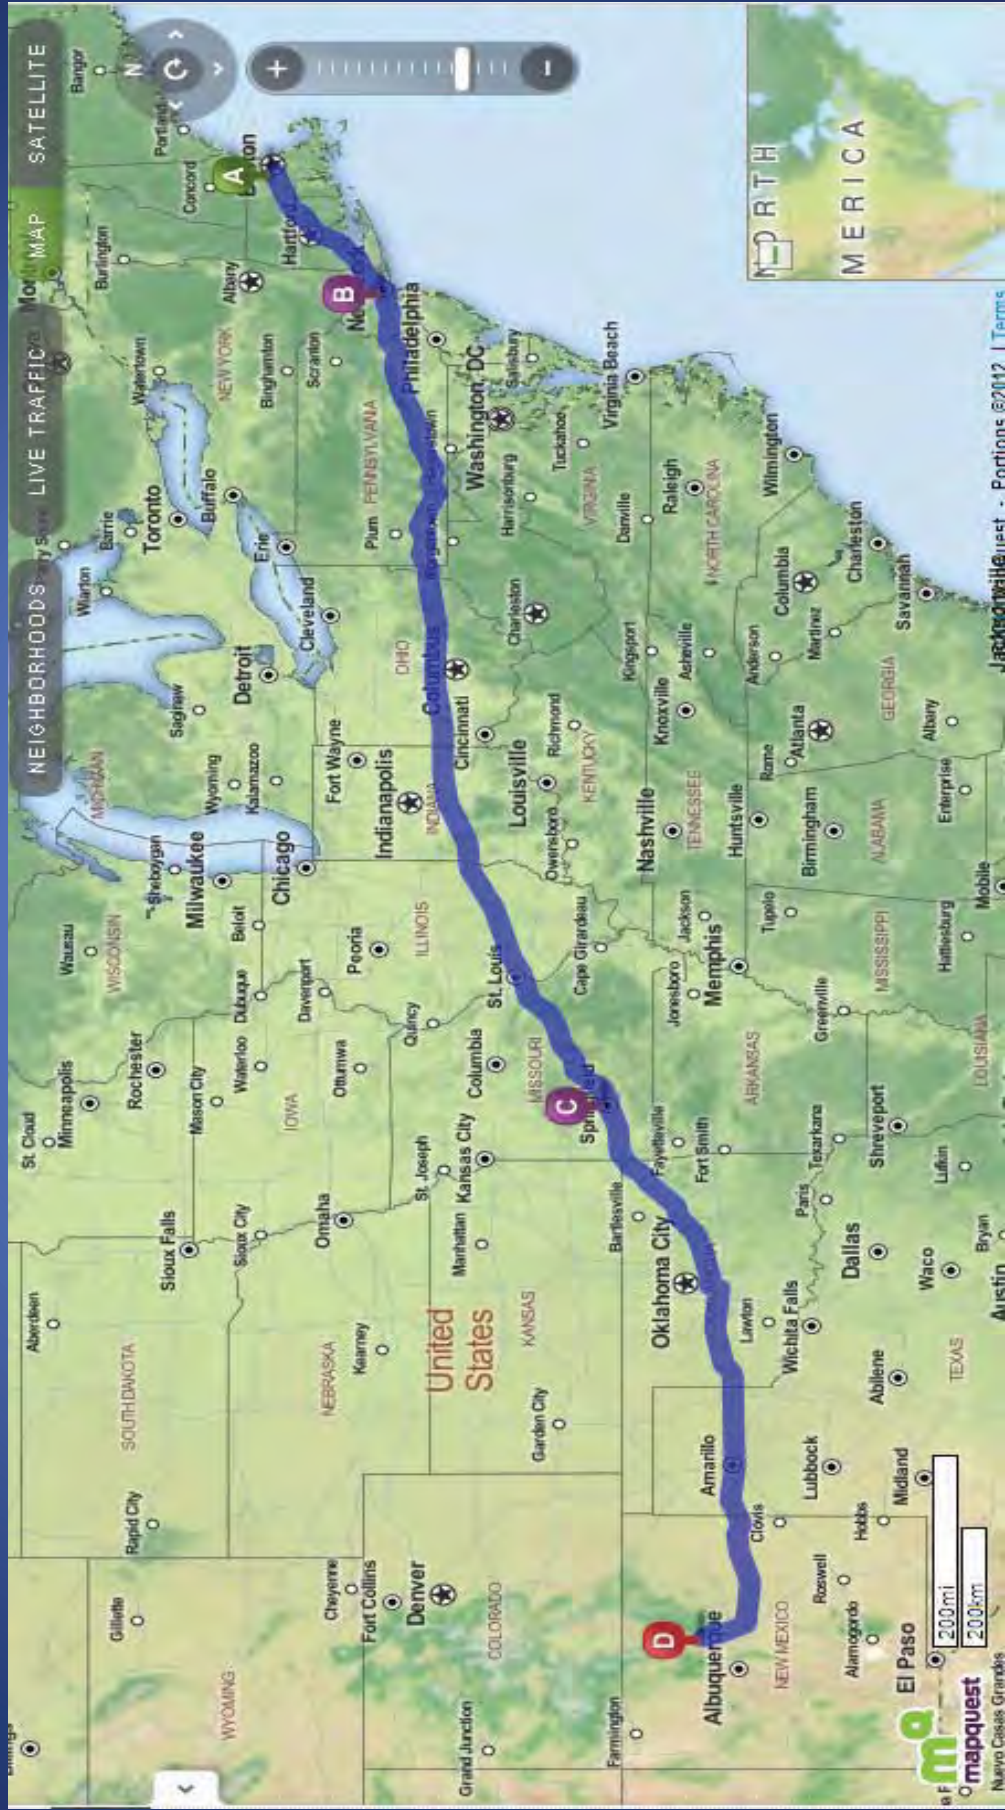 NEIGHBORHOODS
LIVE TRAFFIC
MAP
SATELLITE
N
+
-
Bangor
Portland
Concord
Burlington
Albany
Hartford
Watertown
NEW YORK
Binghamton
Scranton
Toronto
Barrie
Wiarton
Buffalo
Erie
PENNSYLVANIA
Plum
Philadelphia
Washington, DC
Salisbury
Harrisonburg
Tuckahoe
VIRGINIA
Virginia Beach
Danville
Raleigh
NORTH CAROLINA
Wilmington
Columbia
Charleston
Savannah
Cleveland
OHIO
Columbus
Charleston
Detroit
Saginaw
MICHIGAN
Wyoming
Kalamazoo
Fort Wayne
Indianapolis
INDIANA
Cincinnati
Louisville
Richmond
KENTUCKY
Owensboro
Kingsport
Knoxville
Asheville
Anderson
Martinez
GEORGIA
Atlanta
Rome
Albany
Nashville
TENNESSEE
Huntsville
Birmingham
ALABAMA
Enterprise
Mobile
Sheboygan
Milwaukee
Chicago
Wausau
WISCONSIN
Beloit
Peoria
ILLINOIS
St. Louis
Cape Girardeau
Jackson
Jonesboro
Memphis
Tupelo
MISSISSIPPI
Hattiesburg
Greenville
LOUISIANA
Dubuque
Davenport
Quincy
Columbia
MISSOURI
St. Cloud
Minneapolis
Rochester
Mason City
Waterloo
IOWA
Ottumwa
Springfield
ARKANSAS
Fayetteville
Fort Smith
Texarkana
Shreveport
Lufkin
St. Joseph
Kansas City
Manhattan
Bartlesville
Paris
Dallas
Waco
Bryan
Austin
Sioux Falls
Sioux City
Omaha
Aberdeen
SOUTH DAKOTA
NEBRASKA
Kearney
United
States
KANSAS
Garden City
Oklahoma City
Lawton
Wichita Falls
Abilene
TEXAS
Rapid City
Amarillo
Lubbock
Midland
Clovis
Hobbs
Gillette
WYOMING
Cheyenne
Fort Collins
Denver
COLORADO
Grand Junction
Farmington
Albuquerque
NEW MEXICO
Roswell
Alamogordo
El Paso
Nuevo Casas Grandes
A
B
C
D
NORTH
MERICA
200mi
200km
mq
mapquest
Portions ©2012 | Terms